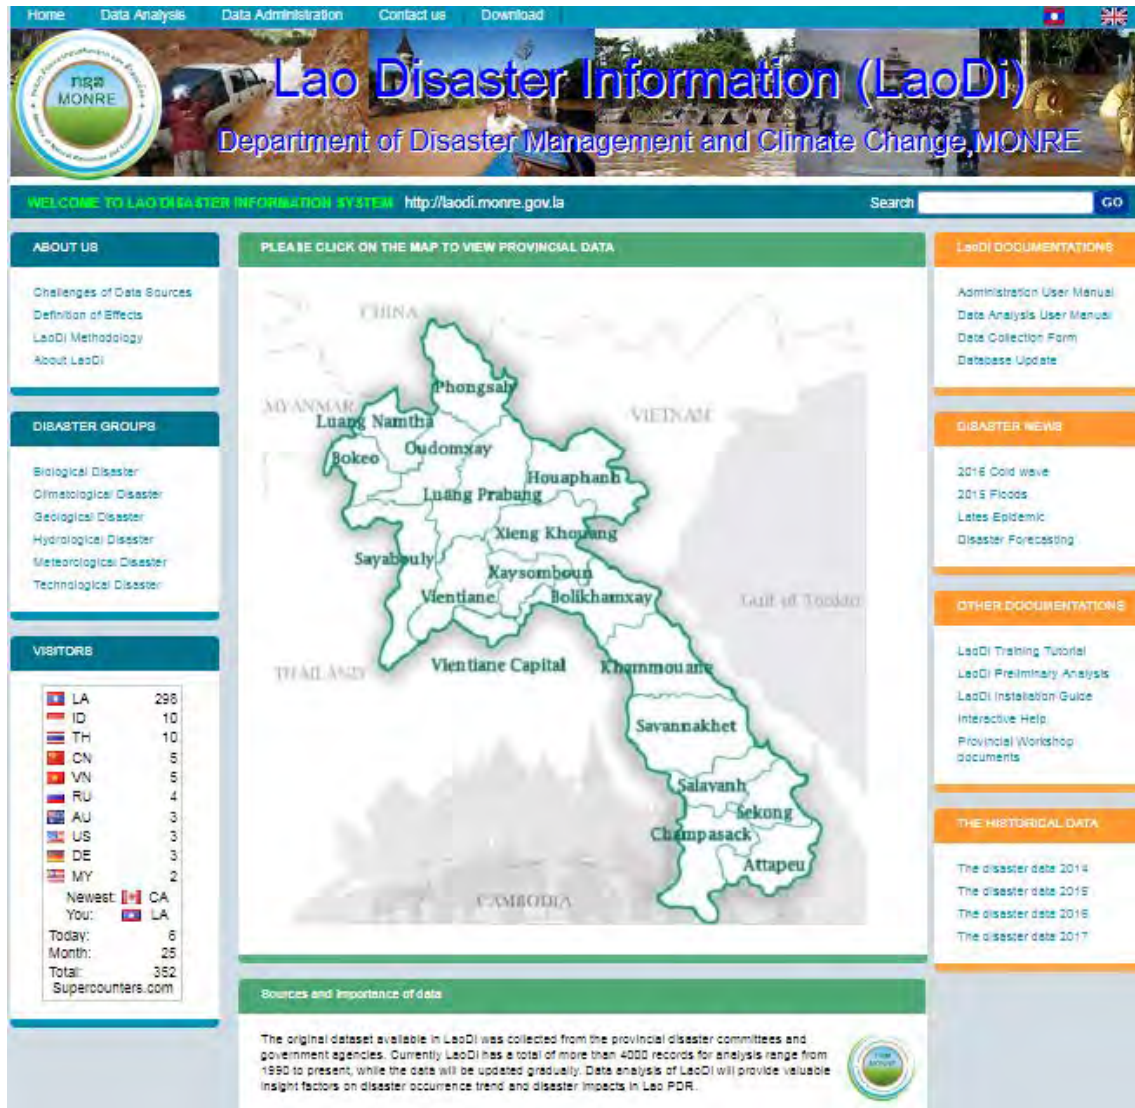 Home Data Analysis Data Administration Contact us Download
ກຊສ
MONRE
Lao Disaster Information (LaoDi)
Department of Disaster Management and Climate Change,MONRE
WELCOME TO LAO DISASTER INFORMATION SYSTEM http://laodi.monre.gov.la Search GO
ABOUT US
Challenges of Data Sources
Definition of Effects
LaoDi Methodology
About LaoDi
DISASTER GROUPS
Biological Disaster
Climatological Disaster
Geological Disaster
Hydrological Disaster
Meteorological Disaster
Technological Disaster
VISITORS
LA 296
ID 10
TH 10
CN 5
VN 5
RU 4
AU 3
US 3
DE 3
MY 2
Newest: CA
You: LA
Today: 6
Month: 25
Total: 352
Supercounters.com
PLEASE CLICK ON THE MAP TO VIEW PROVINCIAL DATA
CHINA
Phongsaly
MYANMAR
VIETNAM
Luang Namtha
Bokeo
Oudomxay
Houaphanh
Luang Prabang
Xieng Khouang
Sayabouly
Xaysomboun
Vientiane
Bolikhamxay
Gulf of Tonkin
THAILAND
Vientiane Capital
Khammouane
Savannakhet
Salavanh
Sekong
Champasack
Attapeu
CAMBODIA
Sources and importance of data
The original dataset available in LaoDi was collected from the provincial disaster committees and
government agencies. Currently LaoDi has a total of more than 4000 records for analysis range from
1990 to present, while the data will be updated gradually. Data analysis of LaoDi will provide valuable
insight factors on disaster occurrence trend and disaster impacts in Lao PDR.
MONRE
LaoDi DOCUMENTATIONS
Administration User Manual
Data Analysis User Manual
Data Collection Form
Database Update
DISASTER NEWS
2016 Cold wave
2015 Floods
Lates Epidemic
Disaster Forecasting
OTHER DOCUMENTATIONS
LaoDi Training Tutorial
LaoDi Preliminary Analysis
LaoDi Installation Guide
Interactive Help
Provincial Workshop
documents
THE HISTORICAL DATA
The disaster data 2014
The disaster data 2015
The disaster data 2016
The disaster data 2017